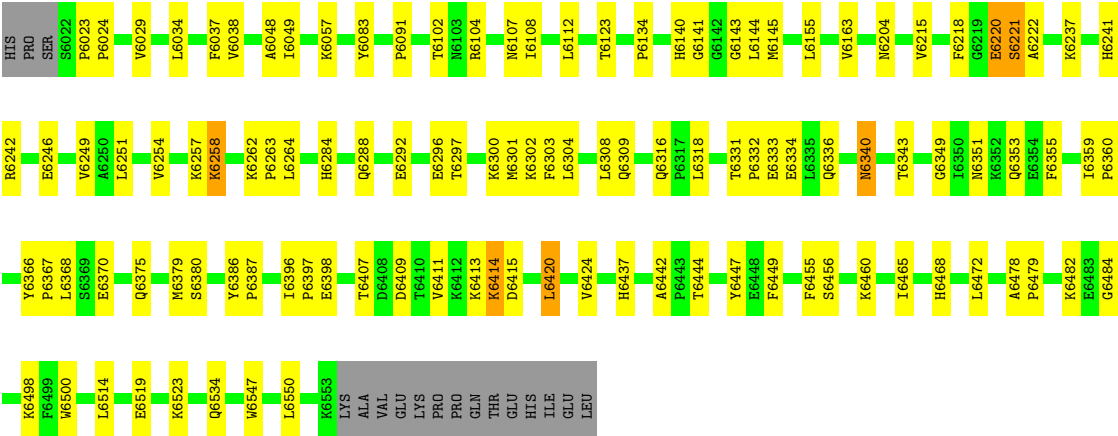 HIS PRO SER S6022 P6023 P6024 V6029 L6034 F6037 V6038 A6048 I6049 K6057 Y6083 P6091 T6102 N6103 R6104 N6107 I6108 L6112 T6123 P6134 H6140 G6141 G6142 G6143 L6144 M6145 L6155 V6163 N6204 V6215 F6218 G6219 E6220 S6221 A6222 K6237 H6241
R6242 E6246 V6249 A6250 L6251 V6254 K6257 K6258 K6262 P6263 L6264 H6284 Q6288 E6292 E6296 T6297 K6300 M6301 K6302 F6303 L6304 L6308 Q6309 Q6316 P6317 L6318 T6331 P6332 E6333 E6334 L6335 Q6336 N6340 T6343 G6349 I6350 N6351 K6352 Q6353 E6354 F6355 I6359 P6360
Y6366 P6367 L6368 S6369 E6370 Q6375 M6379 S6380 Y6386 P6387 I6396 P6397 E6398 T6407 D6408 D6409 T6410 V6411 K6412 K6413 K6414 D6415 L6420 V6424 H6437 A6442 P6443 T6444 Y6447 E6448 F6449 F6455 S6456 K6460 I6465 H6468 L6472 A6478 P6479 K6482 E6483 G6484
K6498 F6499 W6500 L6514 E6519 K6523 Q6534 W6547 L6550 K6553 LYS ALA VAL GLU LYS PRO PRO GLN THR GLU HIS ILE GLU LEU